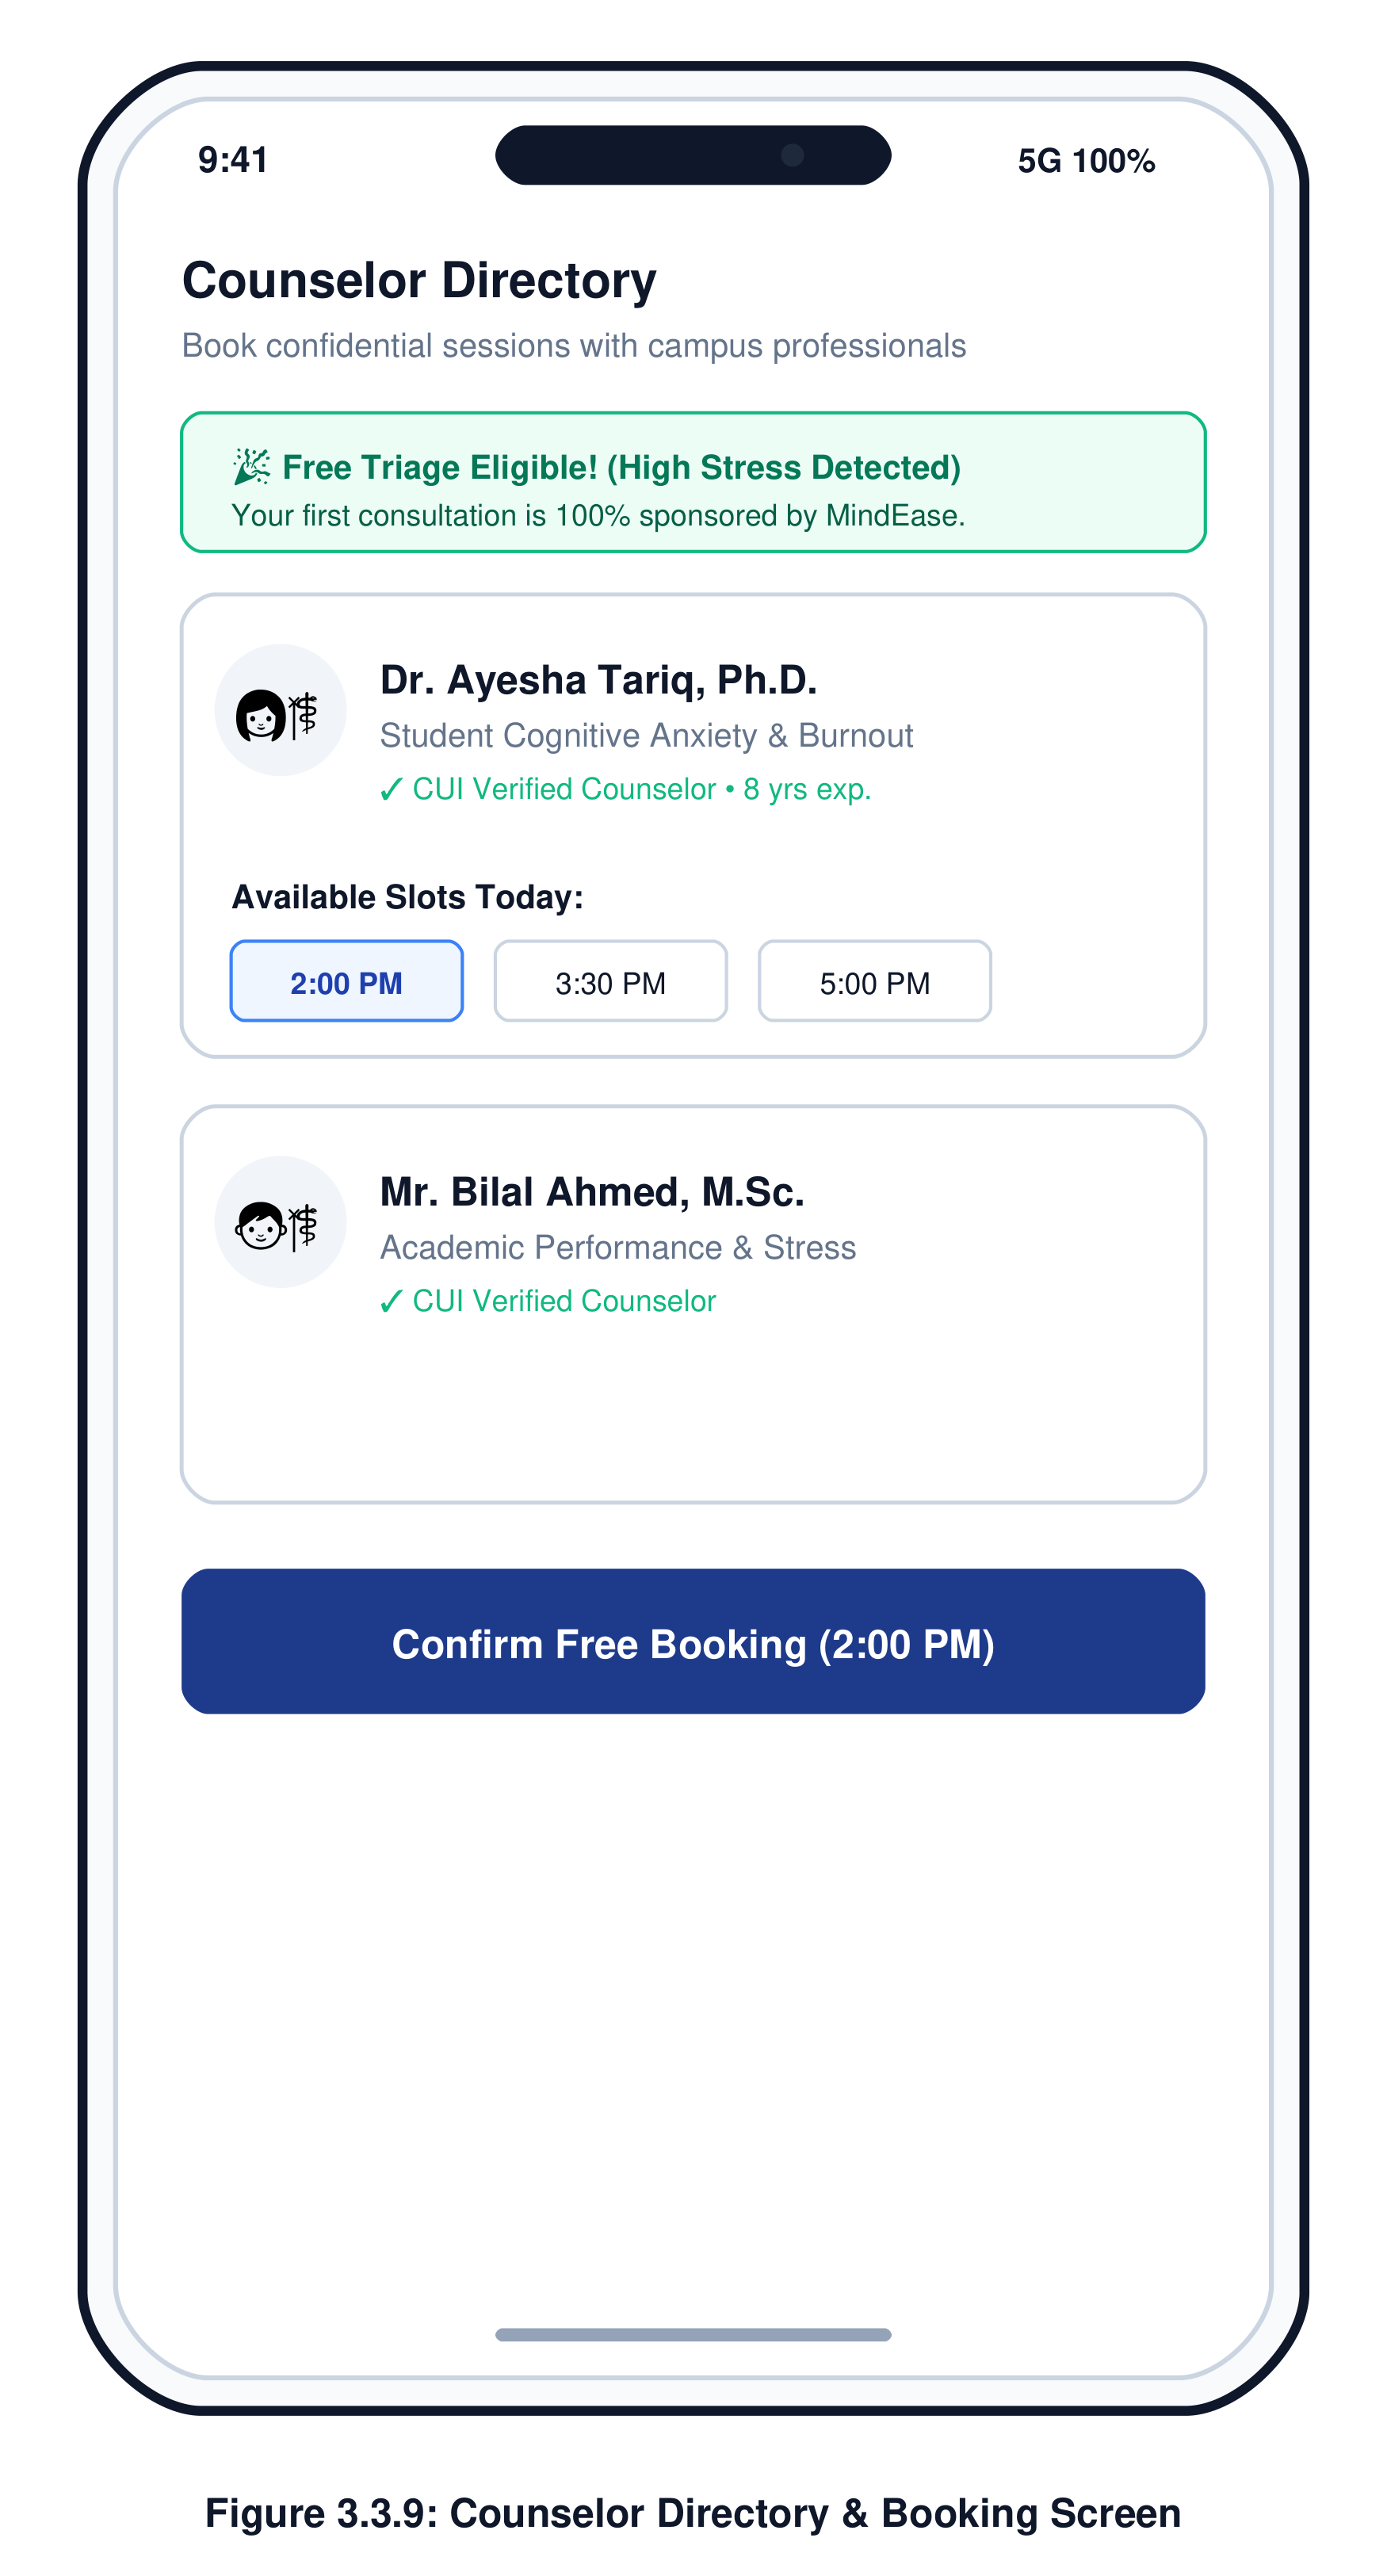 9:41
5G 100%
Counselor Directory
Book confidential sessions with campus professionals
🎉 Free Triage Eligible! (High Stress Detected)
Your first consultation is 100% sponsored by MindEase.
Dr. Ayesha Tariq, Ph.D.
Student Cognitive Anxiety & Burnout
✓ CUI Verified Counselor • 8 yrs exp.
Available Slots Today:
2:00 PM
3:30 PM
5:00 PM
Mr. Bilal Ahmed, M.Sc.
Academic Performance & Stress
✓ CUI Verified Counselor
Confirm Free Booking (2:00 PM)
Figure 3.3.9: Counselor Directory & Booking Screen